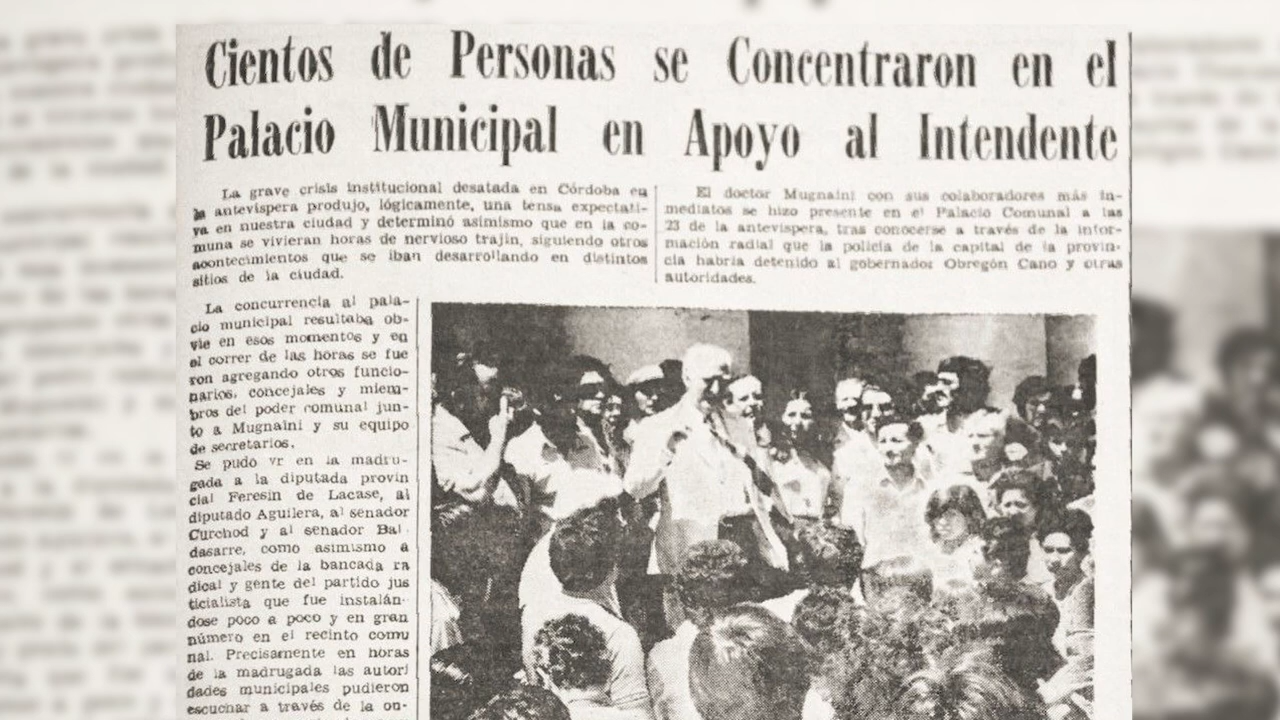 Cientos de Personas se Concentraron en el
Palacio Municipal en Apoyo al Intendente
La grave crisis institucional desatada en Córdoba en
la antevíspera produjo, lógicamente, una tensa expectati-
va en nuestra ciudad y determinó asimismo que en la co-
muna se vivieran horas de nervioso trajín, siguiendo otros
acontecimientos que se iban desarrollando en distintos
sitios de la ciudad.
El doctor Mugnaini con sus colaboradores más in-
mediatos se hizo presente en el Palacio Comunal a las
23 de la antevíspera, tras conocerse a través de la infor-
mación radial que la policía de la capital de la provin-
cia habría detenido al gobernador Obregón Cano y otras
autoridades.
La concurrencia al pala-
cio municipal resultaba ob-
vie en esos momentos y en
el correr de las horas se fue
ron agregando otros funcio-
narios, concejales y miem-
bros del poder comunal jun-
to a Mugnaini y su equipo
de secretarios.
Se pudo vr en la madru-
gada a la diputada provin
cial Feresin de Lacase, al
diputado Aguilera, al senador
Curchod y al senador Bal
dasarre, como asimismo a
concejales de la bancada ra
dical y gente del partido jus
ticialista que fue instalán-
dose poco a poco y en gran
número en el recinto comu
nal. Precisamente en horas
de la madrugada las autori
dades municipales pudieron
escuchar a través de la on-